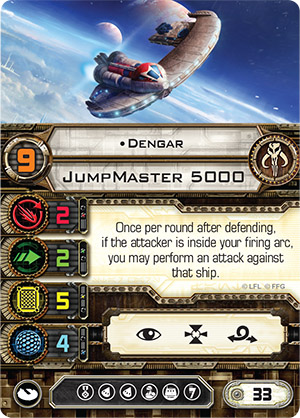 • Dengar
9
JumpMaster 5000
2
2
5
4
Once per round after defending,
if the attacker is inside your firing arc,
you may perform an attack against
that ship.
© LFL © FFG
33